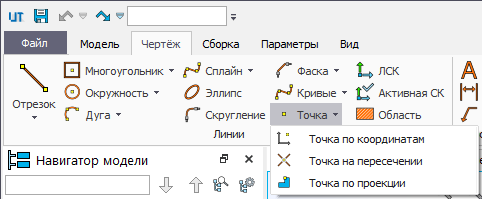 UT
Файл Модель Чертёж Сборка Параметры Вид
Многоугольник Сплайн Фаска ЛСК
Отрезок Окружность Эллипс Кривые Активная СК
Дуга Скругление Точка Область
Линии
Точка по координатам
Точка на пересечении
Точка по проекции
Навигатор модели